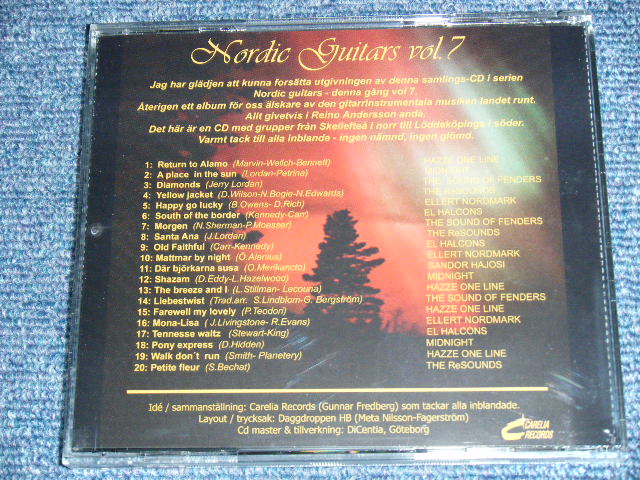 Nordic Guitars vol.7
Jag har glädjen att kunna forsätta utgivningen av denna samlings-CD i serien
Nordic guitars - denna gång vol 7.
Återigen ett album för oss älskare av den gitarrinstrumentala musiken landet runt.
Allt givetvis i Reino Andersson anda.
Det här är en CD med grupper från Skellefteå i norr till Löddeköpings i söder.
Varmt tack till alla inblande - ingen nämnd, ingen glömd.
1: Return to Alamo (Marvin-Welch-Bennett) HAZZE ONE LINE
2: A place in the sun (Lordan-Petrina) MIDNIGHT
3: Diamonds (Jerry Lordan) THE SOUND OF FENDERS
4: Yellow jacket (D.Wilson-N.Bogie-N.Edwards) THE ReSOUNDS
5: Happy go lucky (B.Owens- D.Rich) ELLERT NORDMARK
6: South of the border (Kennedy-Carr) EL HALCONS
7: Morgen (N.Sherman-P.Moesser) THE SOUND OF FENDERS
8: Santa Ana (J.Lordan) THE ReSOUNDS
9: Old Faithful (Carr-Kennedy) EL HALCONS
10: Mattmar by night (Ö.Alenius) ELLERT NORDMARK
11: Där björkarna susa (O.Merikancto) SANDOR HAJOSI
12: Shazam (D.Eddy-L.Hazelwood) MIDNIGHT
13: The breeze and I (L.Stillman- Lecouna) HAZZE ONE LINE
14: Liebestwist (Trad.arr. S.Lindblom-G. Bergström) THE SOUND OF FENDERS
15: Farewell my lovely (P.Teodori) HAZZE ONE LINE
16: Mona-Lisa (J.Livingstone- R.Evans) ELLERT NORDMARK
17: Tennesse waltz (Stewart-King) EL HALCONS
18: Pony express (D.Hidden) MIDNIGHT
19: Walk don´t run (Smith- Planetery) HAZZE ONE LINE
20: Petite fleur (S.Bechat) THE ReSOUNDS
Idé / sammanställning: Carelia Records (Gunnar Fredberg) som tackar alla inblandade.
Layout / trycksak: Daggdroppen HB (Meta Nilsson-Fagerström)
Cd master & tillverkning: DiCentia, Göteborg
CARELIA
RECORDS